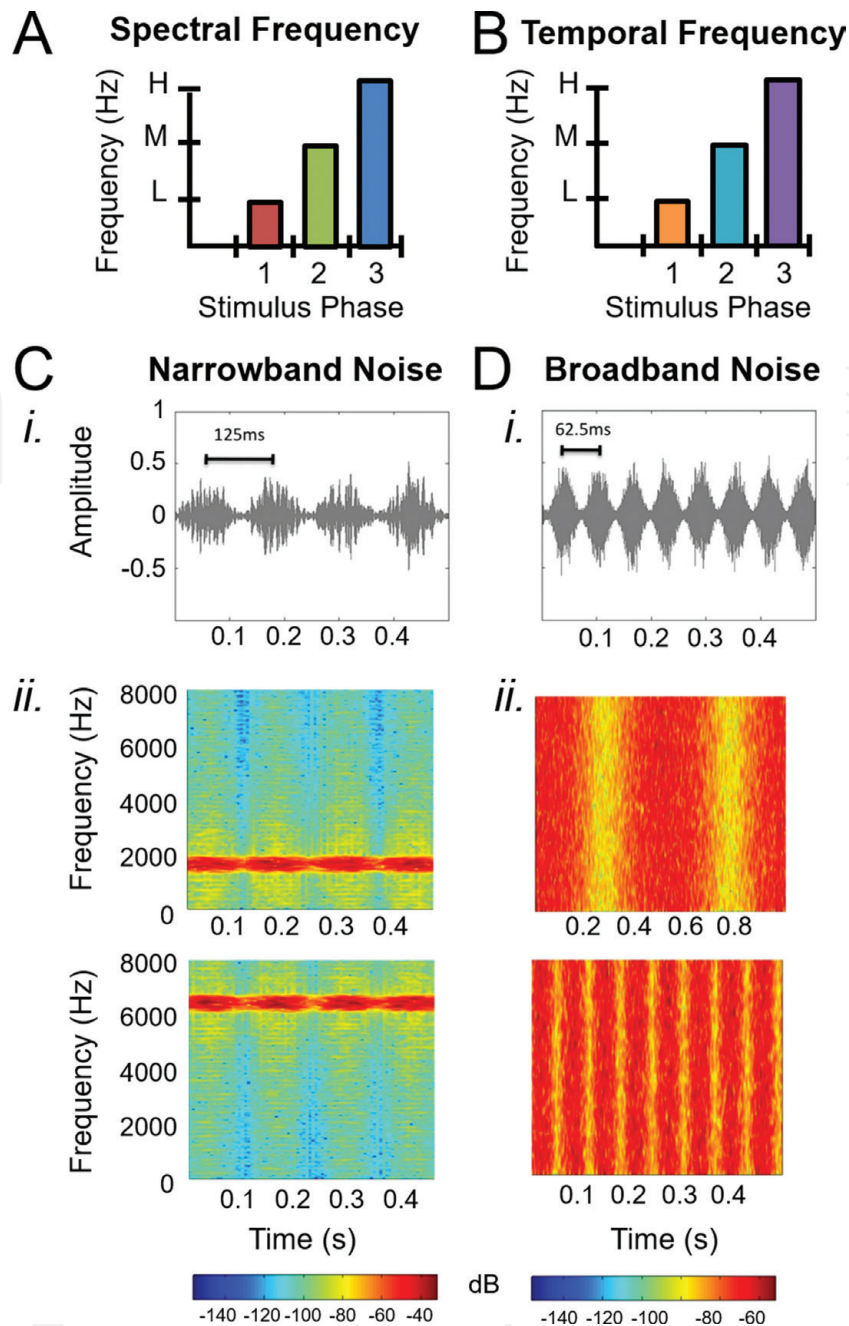 A Spectral Frequency
Frequency (Hz)
H
M
L
1 2 3
Stimulus Phase
B Temporal Frequency
Frequency (Hz)
H
M
L
1 2 3
Stimulus Phase
C Narrowband Noise
i.
Amplitude
1
0.5
0
-0.5
125ms
0.1 0.2 0.3 0.4
D Broadband Noise
i.
62.5ms
0.1 0.2 0.3 0.4
ii.
Frequency (Hz)
8000
6000
4000
2000
0
0.1 0.2 0.3 0.4
ii.
0.2 0.4 0.6 0.8
Frequency (Hz)
8000
6000
4000
2000
0
0.1 0.2 0.3 0.4
Time (s)
0.1 0.2 0.3 0.4
Time (s)
-140 -120 -100 -80 -60 -40
dB
-140 -120 -100 -80 -60